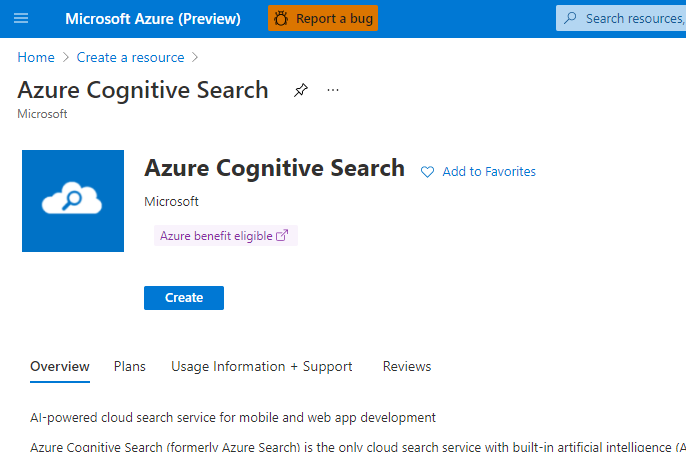 Microsoft Azure (Preview) Report a bug Search resources,
Home > Create a resource >
Azure Cognitive Search ...
Microsoft
Azure Cognitive Search Add to Favorites
Microsoft
Azure benefit eligible
Create
Overview Plans Usage Information + Support Reviews
AI-powered cloud search service for mobile and web app development
Azure Cognitive Search (formerly Azure Search) is the only cloud search service with built-in artificial intelligence (A